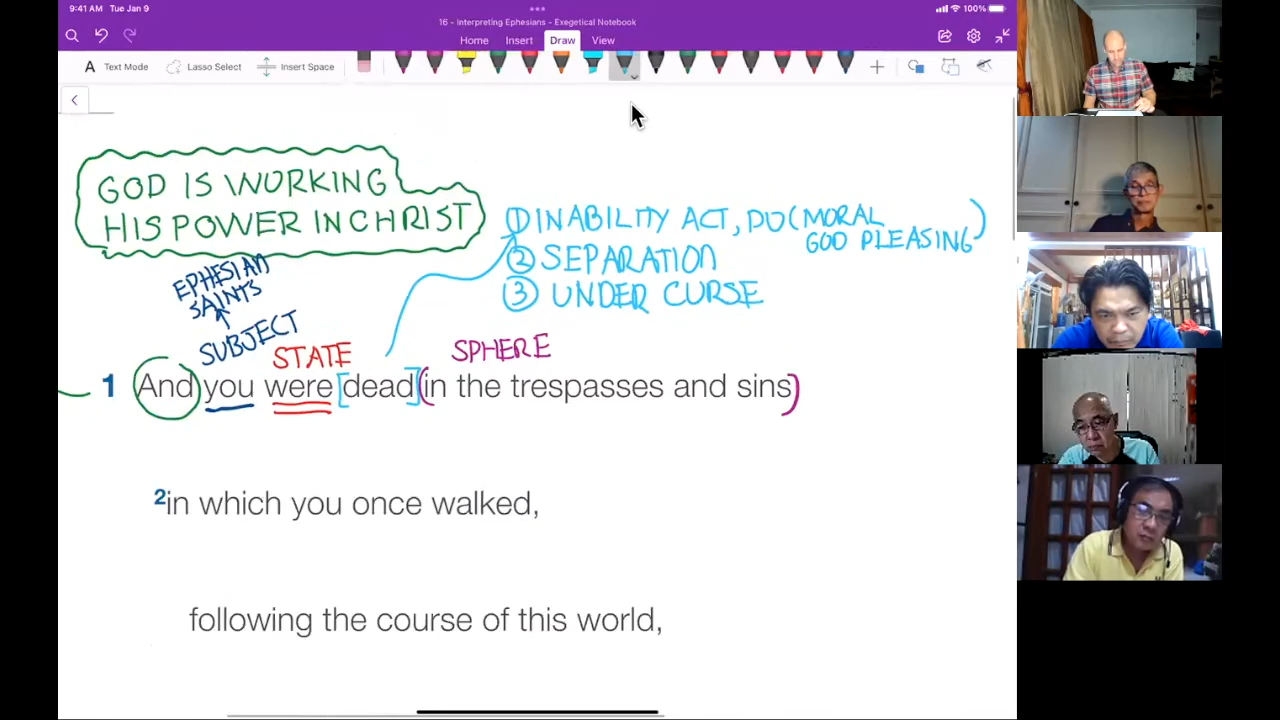 9:41 AM Tue Jan 9
100%
16 - Interpreting Ephesians - Exegetical Notebook
Home Insert Draw View
Text Mode Lasso Select Insert Space
GOD IS WORKING
HIS POWER IN CHRIST
① INABILITY ACT, DO (MORAL
GOD PLEASING)
② SEPARATION
③ UNDER CURSE
EPHESIAN
SAINTS
SUBJECT
STATE
SPHERE
1 And you were [dead] (in the trespasses and sins)
2in which you once walked,
following the course of this world,